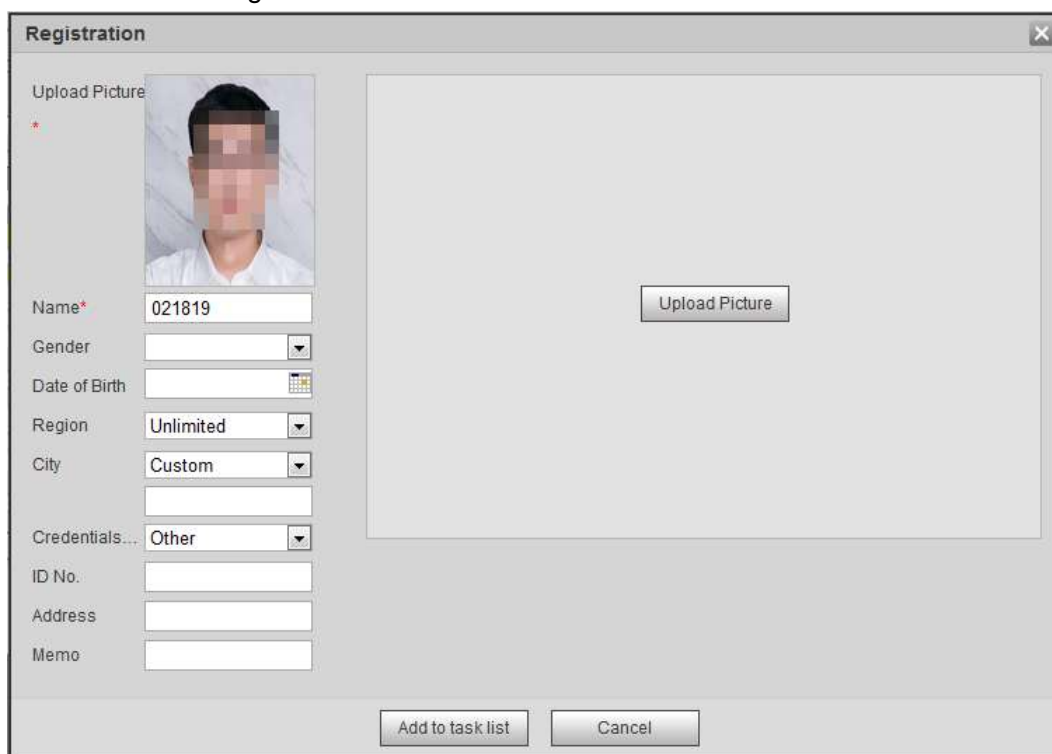 Registration
Upload Picture
*
Name* 021819
Gender
Date of Birth
Region Unlimited
City Custom
Credentials... Other
ID No.
Address
Memo
Upload Picture
Add to task list Cancel